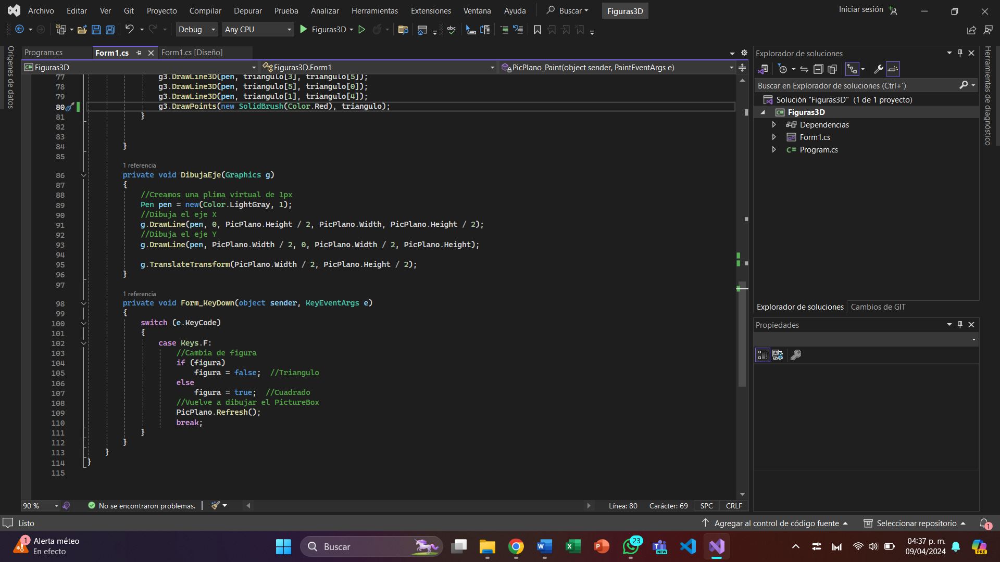 Archivo Editar Ver Git Proyecto Compilar Depurar Prueba Analizar Herramientas Extensiones Ventana Ayuda Buscar Figuras3D Iniciar sesión
Debug Any CPU Figuras3D abc
Orígenes de datos
Program.cs Form1.cs Form1.cs [Diseño]
C# Figuras3D Figuras3D.Form1 PicPlano_Paint(object sender, PaintEventArgs e)
77 g3.DrawLine3D(pen, triangulo[3], triangulo[5]);
78 g3.DrawLine3D(pen, triangulo[5], triangulo[0]);
79 g3.DrawLine3D(pen, triangulo[1], triangulo[4]);
80 g3.DrawPoints(new SolidBrush(Color.Red), triangulo);
81 }
82
83
84 }
85
1 referencia
86 private void DibujaEje(Graphics g)
87 {
88 //Creamos una plima virtual de 1px
89 Pen pen = new(Color.LightGray, 1);
90 //Dibuja el eje X
91 g.DrawLine(pen, 0, PicPlano.Height / 2, PicPlano.Width, PicPlano.Height / 2);
92 //Dibuja el eje Y
93 g.DrawLine(pen, PicPlano.Width / 2, 0, PicPlano.Width / 2, PicPlano.Height);
94
95 g.TranslateTransform(PicPlano.Width / 2, PicPlano.Height / 2);
96 }
97
1 referencia
98 private void Form_KeyDown(object sender, KeyEventArgs e)
99 {
100 switch (e.KeyCode)
101 {
102 case Keys.F:
103 //Cambia de figura
104 if (figura)
105 figura = false; //Triangulo
106 else
107 figura = true; //Cuadrado
108 //Vuelve a dibujar el PictureBox
109 PicPlano.Refresh();
110 break;
111 }
112 }
113 }
114 }
115
90 % No se encontraron problemas. Línea: 80 Carácter: 69 SPC CRLF
Explorador de soluciones
Buscar en Explorador de soluciones (Ctrl+´)
Solución "Figuras3D" (1 de 1 proyecto)
C# Figuras3D
Dependencias
Form1.cs
C# Program.cs
Explorador de soluciones Cambios de GIT
Propiedades
Herramientas de diagnóstico
Listo Agregar al control de código fuente Seleccionar repositorio 1
1 Alerta méteo
En efecto
Buscar
23
NEW
04:37 p. m.
09/04/2024
PRE